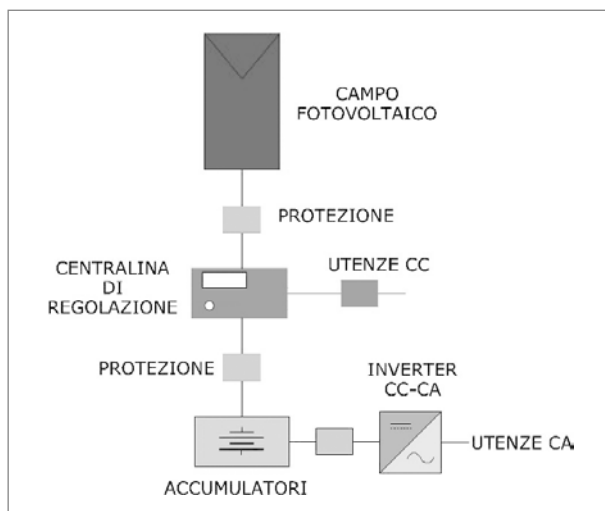 CAMPO
FOTOVOLTAICO
PROTEZIONE
CENTRALINA
DI
REGOLAZIONE
UTENZE CC
PROTEZIONE
INVERTER
CC-CA
UTENZE CA
ACCUMULATORI